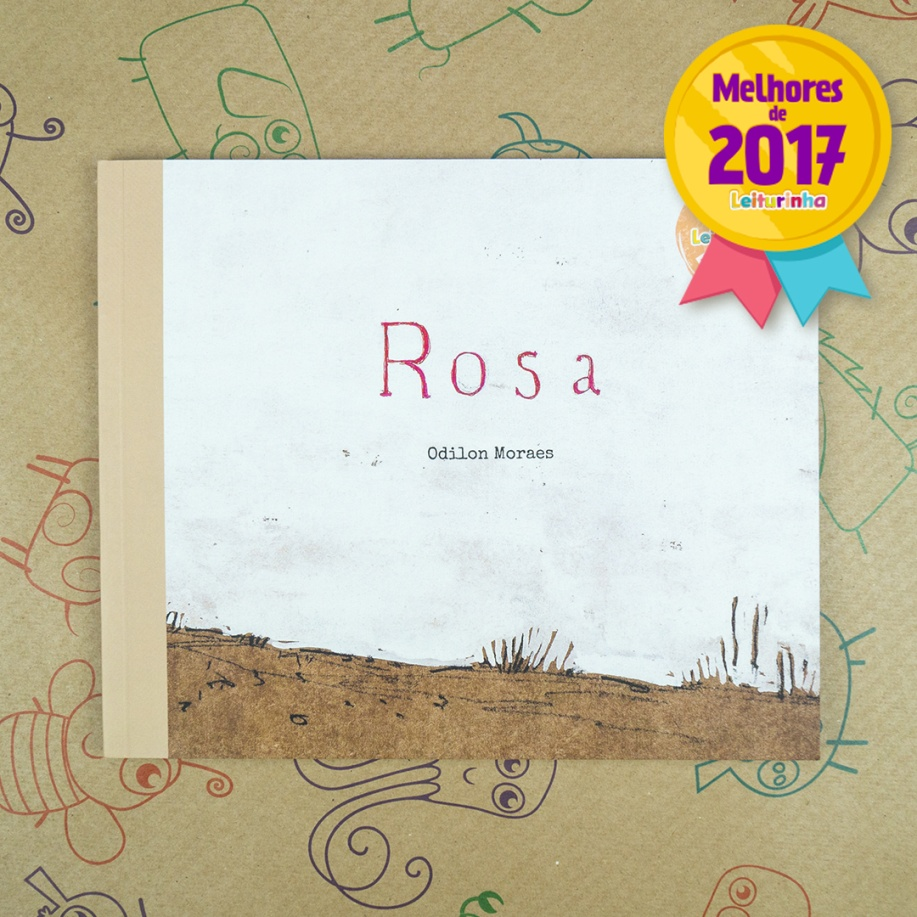 Melhores
de
2017
Leiturinha
Rosa
Odilon Moraes